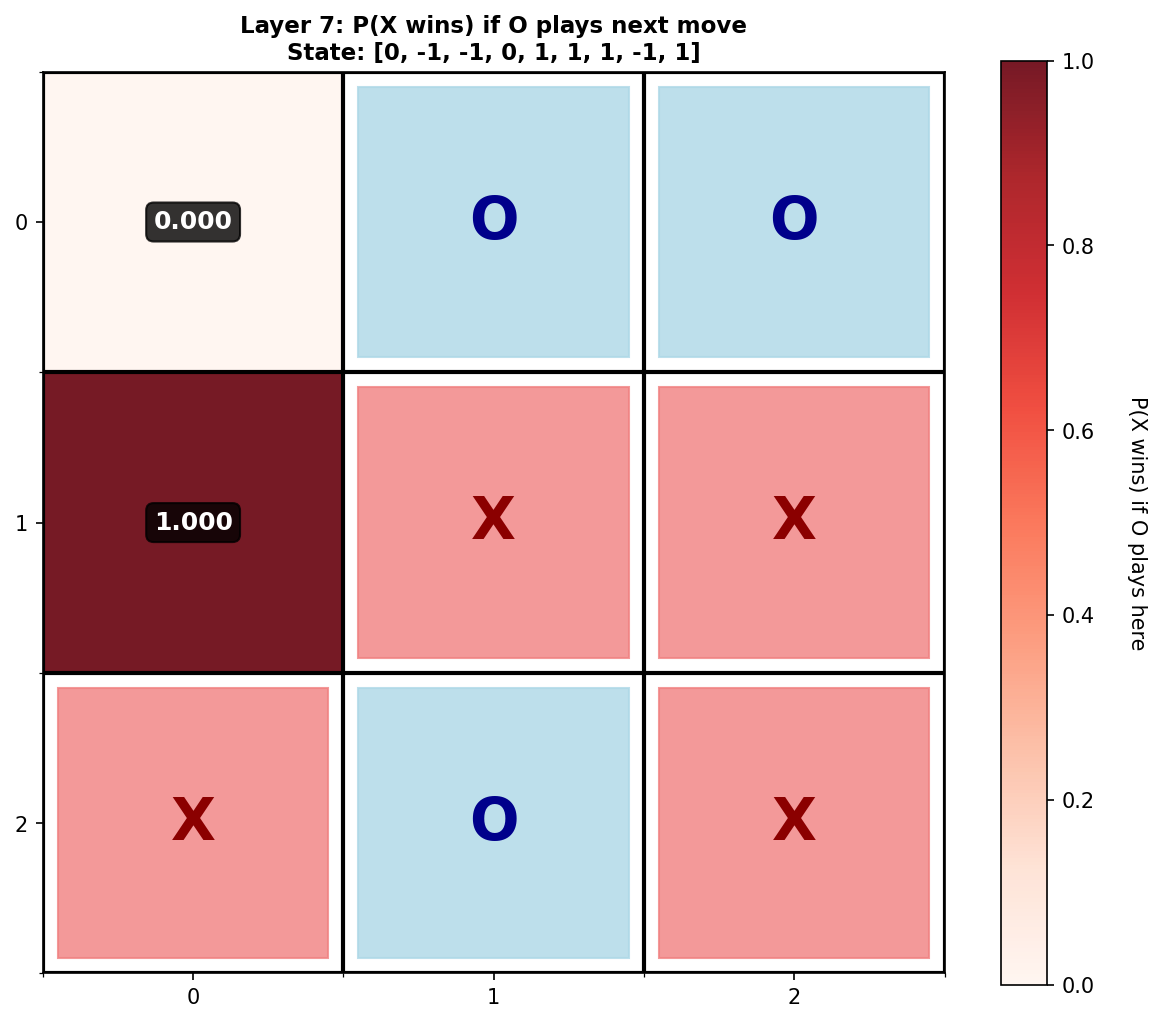 Layer 7: P(X wins) if O plays next move
State: [0, -1, -1, 0, 1, 1, 1, -1, 1]
0
0.000
O
O
1
1.000
X
X
2
X
O
X
0
1
2
1.0
0.8
0.6
0.4
0.2
0.0
P(X wins) if O plays here